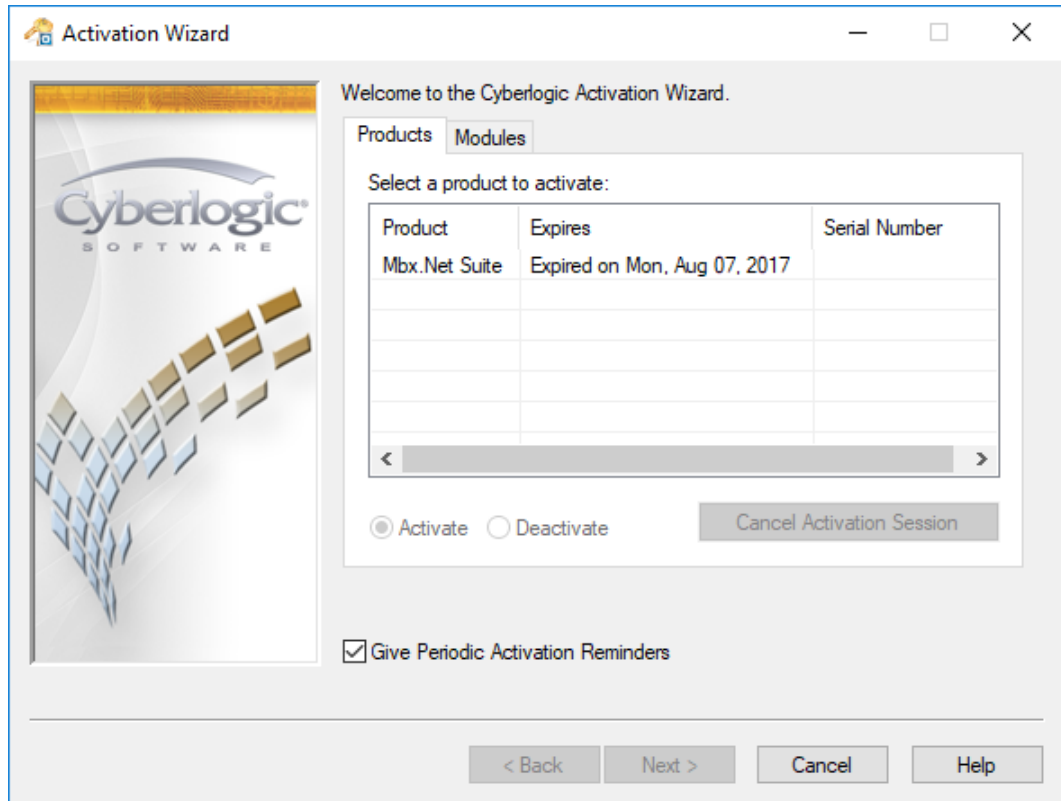 Activation Wizard
Welcome to the Cyberlogic Activation Wizard.
Products Modules
Cyberlogic®
SOFTWARE
Select a product to activate:
Product Expires Serial Number
Mbx.Net Suite Expired on Mon, Aug 07, 2017
Activate Deactivate Cancel Activation Session
Give Periodic Activation Reminders
< Back Next > Cancel Help